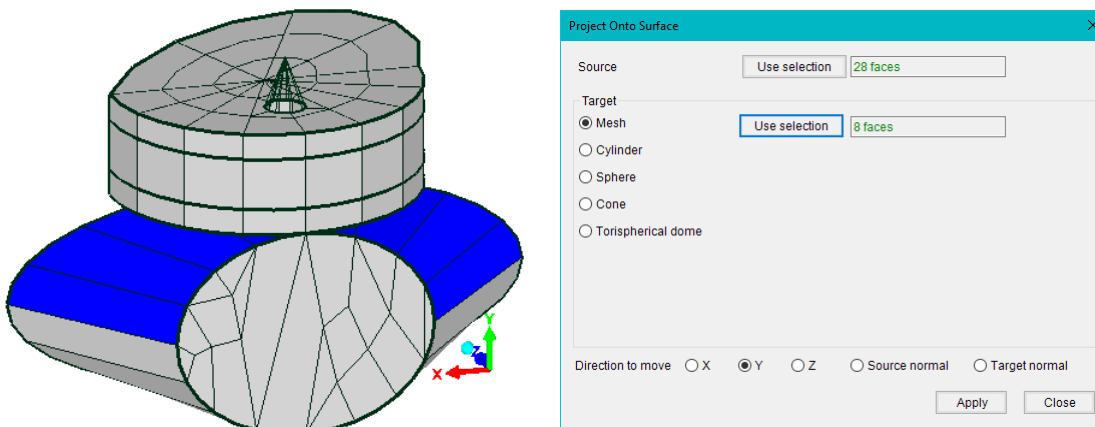 Project Onto Surface
Source Use selection 28 faces
Target
Mesh Use selection 8 faces
Cylinder
Sphere
Cone
Torispherical dome
Y
Z
X
Direction to move X Y Z Source normal Target normal
Apply Close